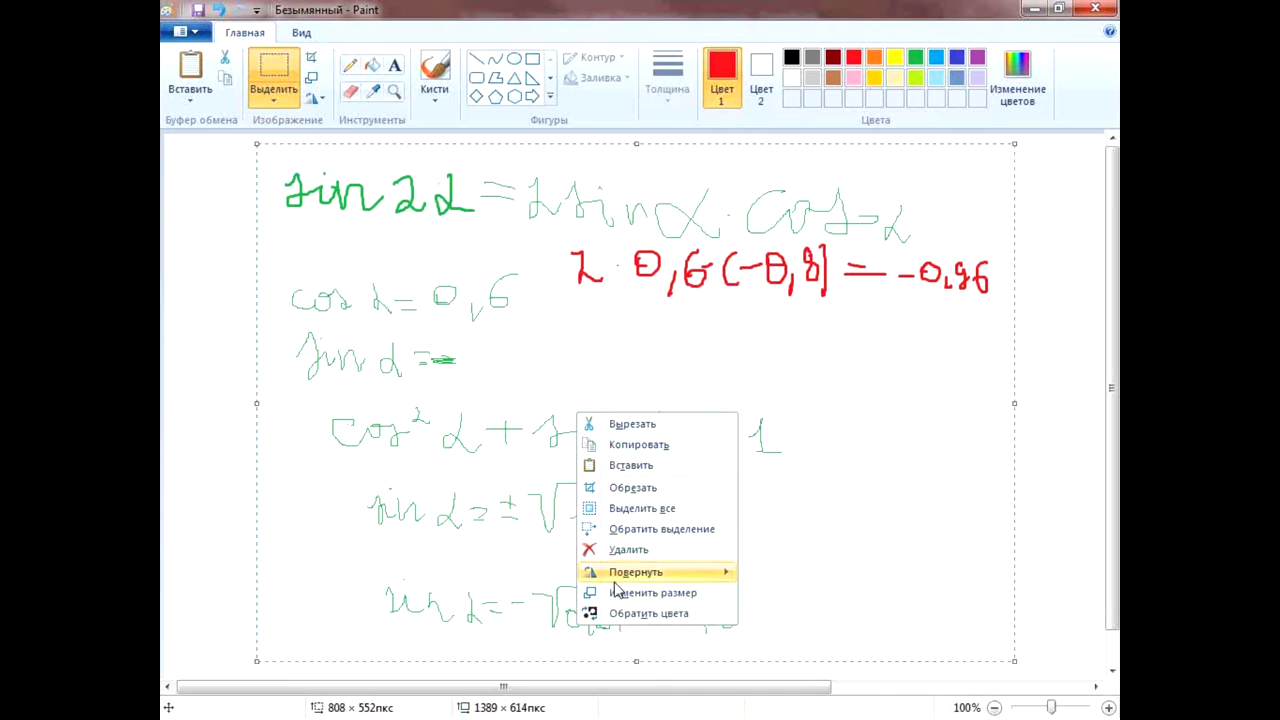 Безымянный - Paint
Главная Вид
Вставить Выделить Кисти Контур Заливка Толщина Цвет 1 Цвет 2 Изменение цветов
Буфер обмена Изображение Инструменты Фигуры Цвета
sin 2α = 2 sin α · cos α
2 · 0,6 (-0,8) = -0,96
cos α = 0,6
sin α =
cos² α + 1
sin α = ± √
sin α = - √
Вырезать
Копировать
Вставить
Обрезать
Выделить все
Обратить выделение
Удалить
Повернуть
Изменить размер
Обратить цвета
808 × 552пкс 1389 × 614пкс 100%